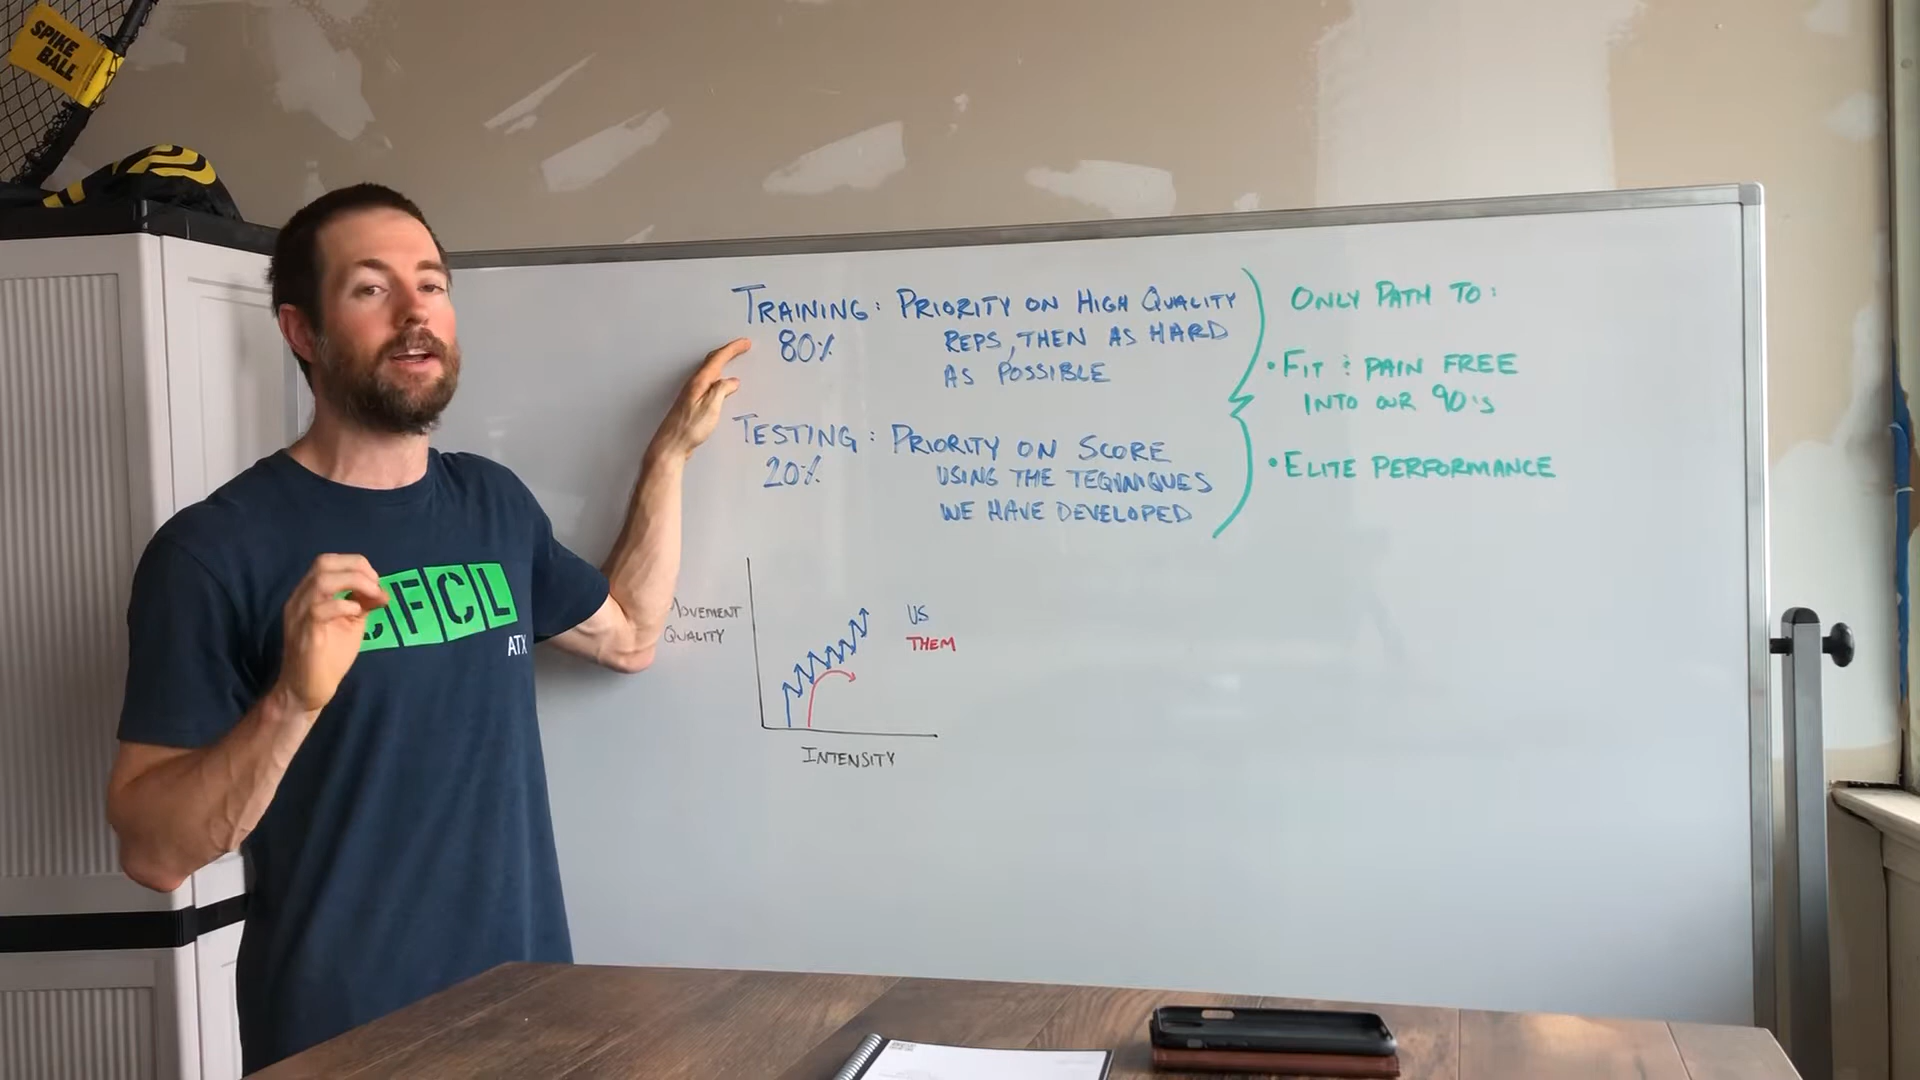 SPIKE
BALL
TRAINING: PRIORITY ON HIGH QUALITY
80% REPS, THEN AS HARD
AS POSSIBLE
TESTING: PRIORITY ON SCORE
20% USING THE TEQINIQUES
WE HAVE DEVELOPED
ONLY PATH TO:
• FIT & PAIN FREE
INTO OUR 90'S
• ELITE PERFORMANCE
MOVEMENT
QUALITY
US
THEM
INTENSITY
FCL
ATX